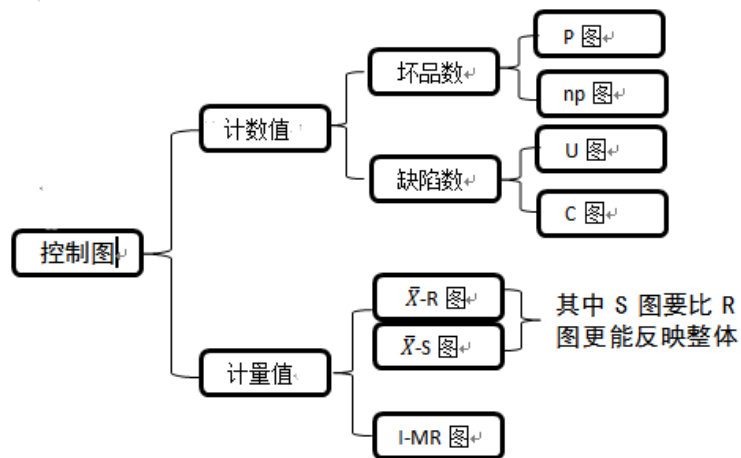 P 图
坏品数
np 图
计数值
U 图
缺陷数
C 图
控制图
X̄-R 图
其中 S 图要比 R
图更能反映整体
X̄-S 图
计量值
I-MR 图